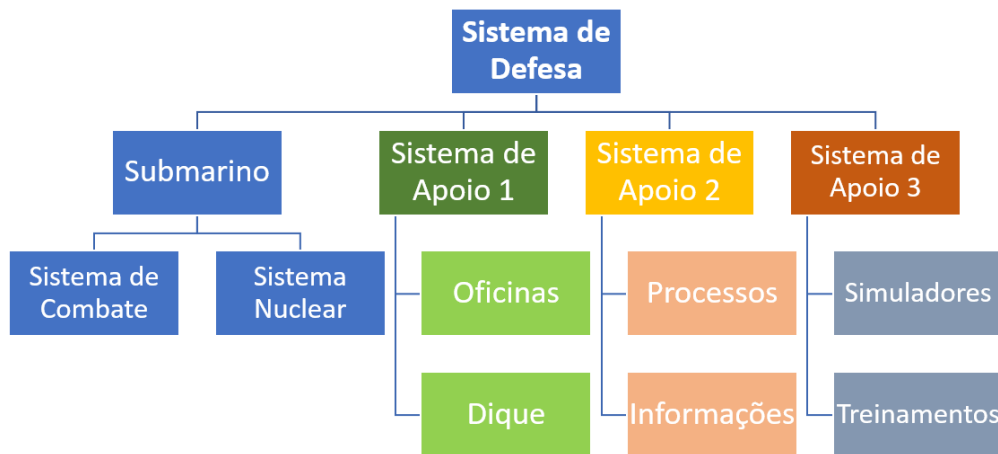 Sistema de
Defesa
Submarino
Sistema de
Apoio 1
Sistema de
Apoio 2
Sistema de
Apoio 3
Sistema de
Combate
Sistema
Nuclear
Oficinas
Processos
Simuladores
Dique
Informações
Treinamentos